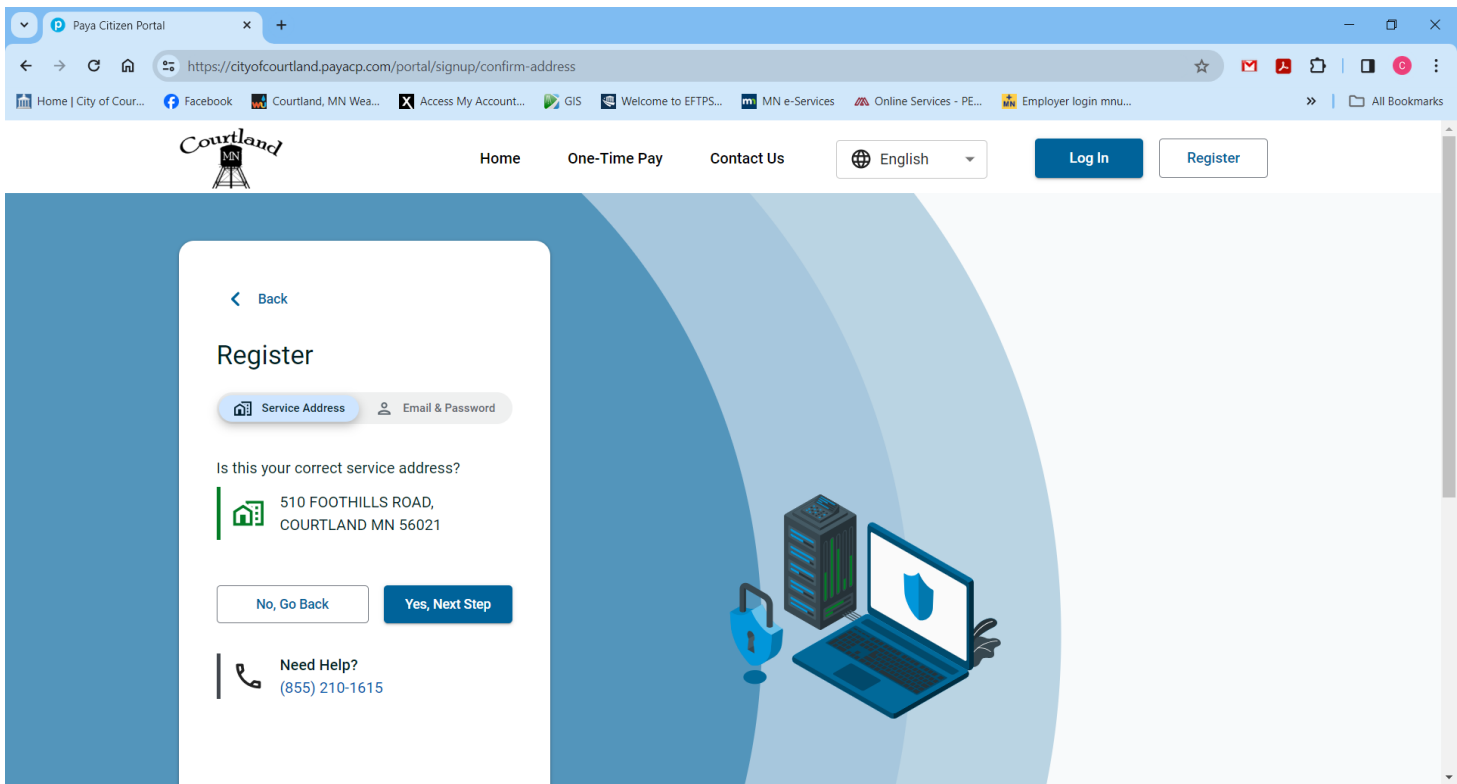 Paya Citizen Portal
https://cityofcourtland.payacp.com/portal/signup/confirm-address
Home | City of Cour...
Facebook
Courtland, MN Wea...
Access My Account...
GIS
Welcome to EFTPS...
MN e-Services
Online Services - PE...
Employer login mnu...
All Bookmarks
Courtland
MN
Home
One-Time Pay
Contact Us
English
Log In
Register
Back
Register
Service Address
Email & Password
Is this your correct service address?
510 FOOTHILLS ROAD,
COURTLAND MN 56021
No, Go Back
Yes, Next Step
Need Help?
(855) 210-1615